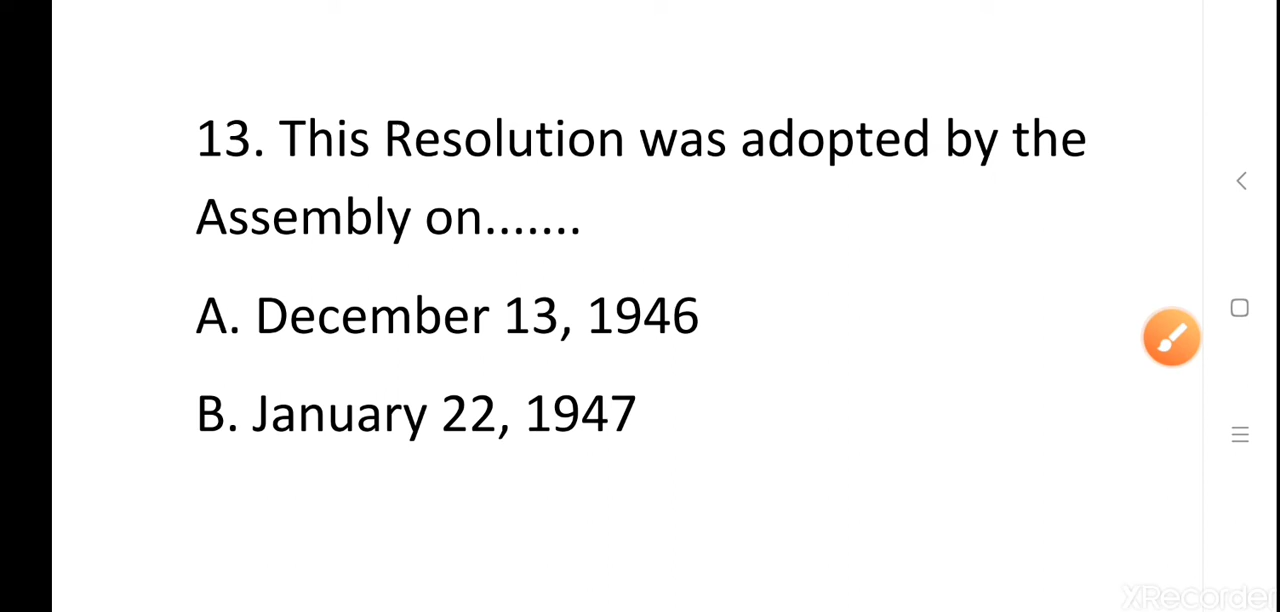 13. This Resolution was adopted by the
Assembly on.......
A. December 13, 1946
B. January 22, 1947
XRecorder